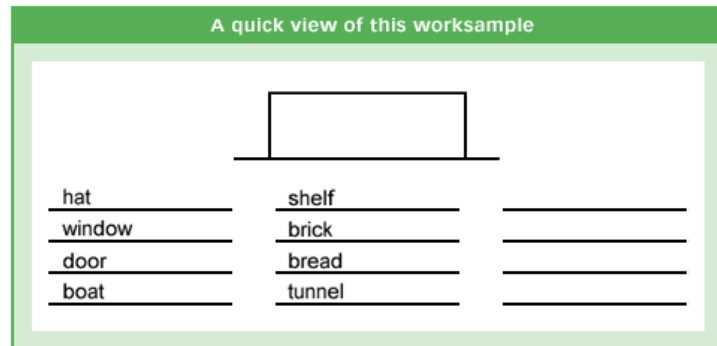 A quick view of this worksample
hat
window
door
boat
shelf
brick
bread
tunnel